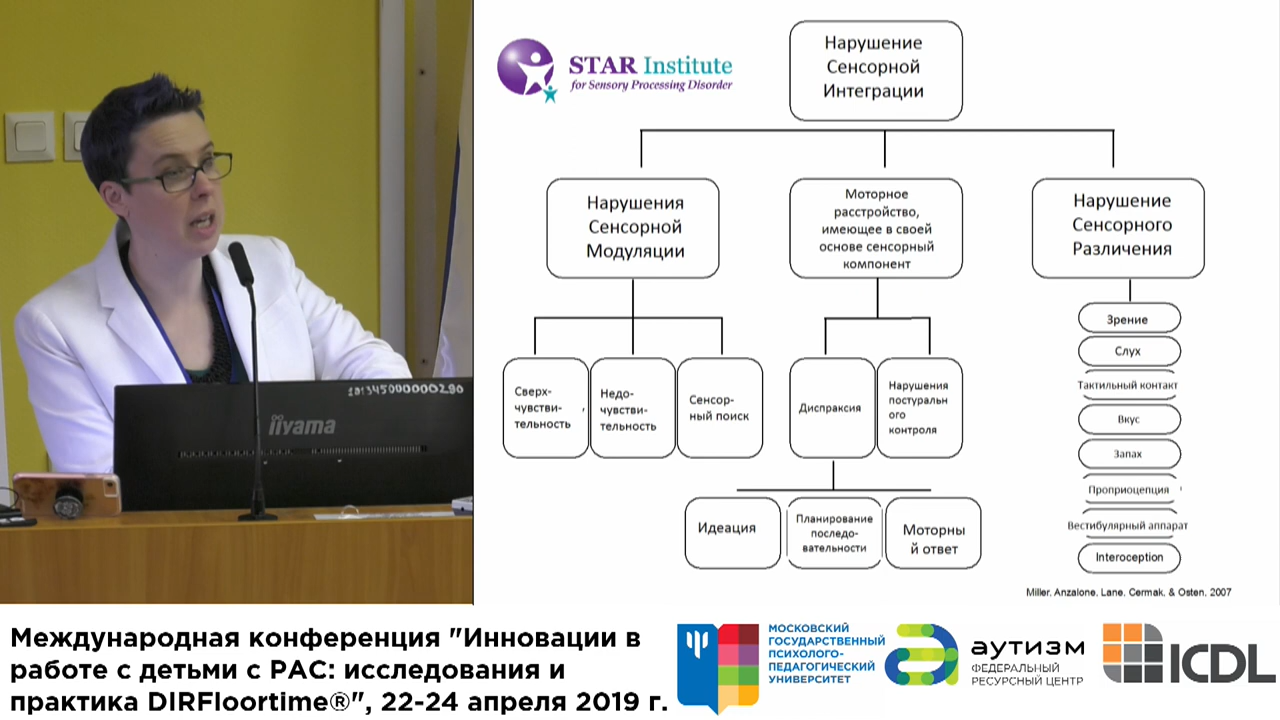 STAR Institute
for Sensory Processing Disorder
Нарушение
Сенсорной
Интеграции
Нарушения
Сенсорной
Модуляции
Моторное
расстройство,
имеющее в своей
основе сенсорный
компонент
Нарушение
Сенсорного
Различения
Сверх-
чувстви-
тельность
Недо-
чувстви-
тельность
Сенсор-
ный поиск
Диспраксия
Нарушения
постуральн
ого
контроля
Идеация
Планирование
последо-
вательности
Моторны
й ответ
Зрение
Слух
Тактильный контакт
Вкус
Запах
Проприоцепция
Вестибулярный аппарат
Interoception
Miller, Anzalone, Lane, Cermak, & Osten, 2007
iiyama
Международная конференция "Инновации в
работе с детьми с РАС: исследования и
практика DIRFloortime®", 22-24 апреля 2019 г.
МОСКОВСКИЙ
ГОСУДАРСТВЕННЫЙ
ПСИХОЛОГО-
ПЕДАГОГИЧЕСКИЙ
УНИВЕРСИТЕТ
аутизм
ФЕДЕРАЛЬНЫЙ
РЕСУРСНЫЙ ЦЕНТР
ICDL